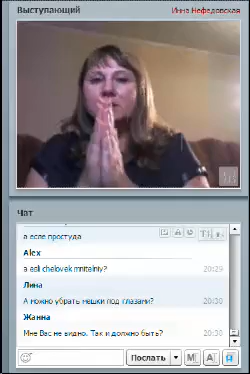 Выступающий
Инна Нефедовская
Чат
а если простуда
Alex
a esli chelovek mnitelniy?
20:29
Лина
А можно убрать мешки под глазами?
20:30
Жанна
Мне Вас не видно. Так и должно быть?
20:30
Послать